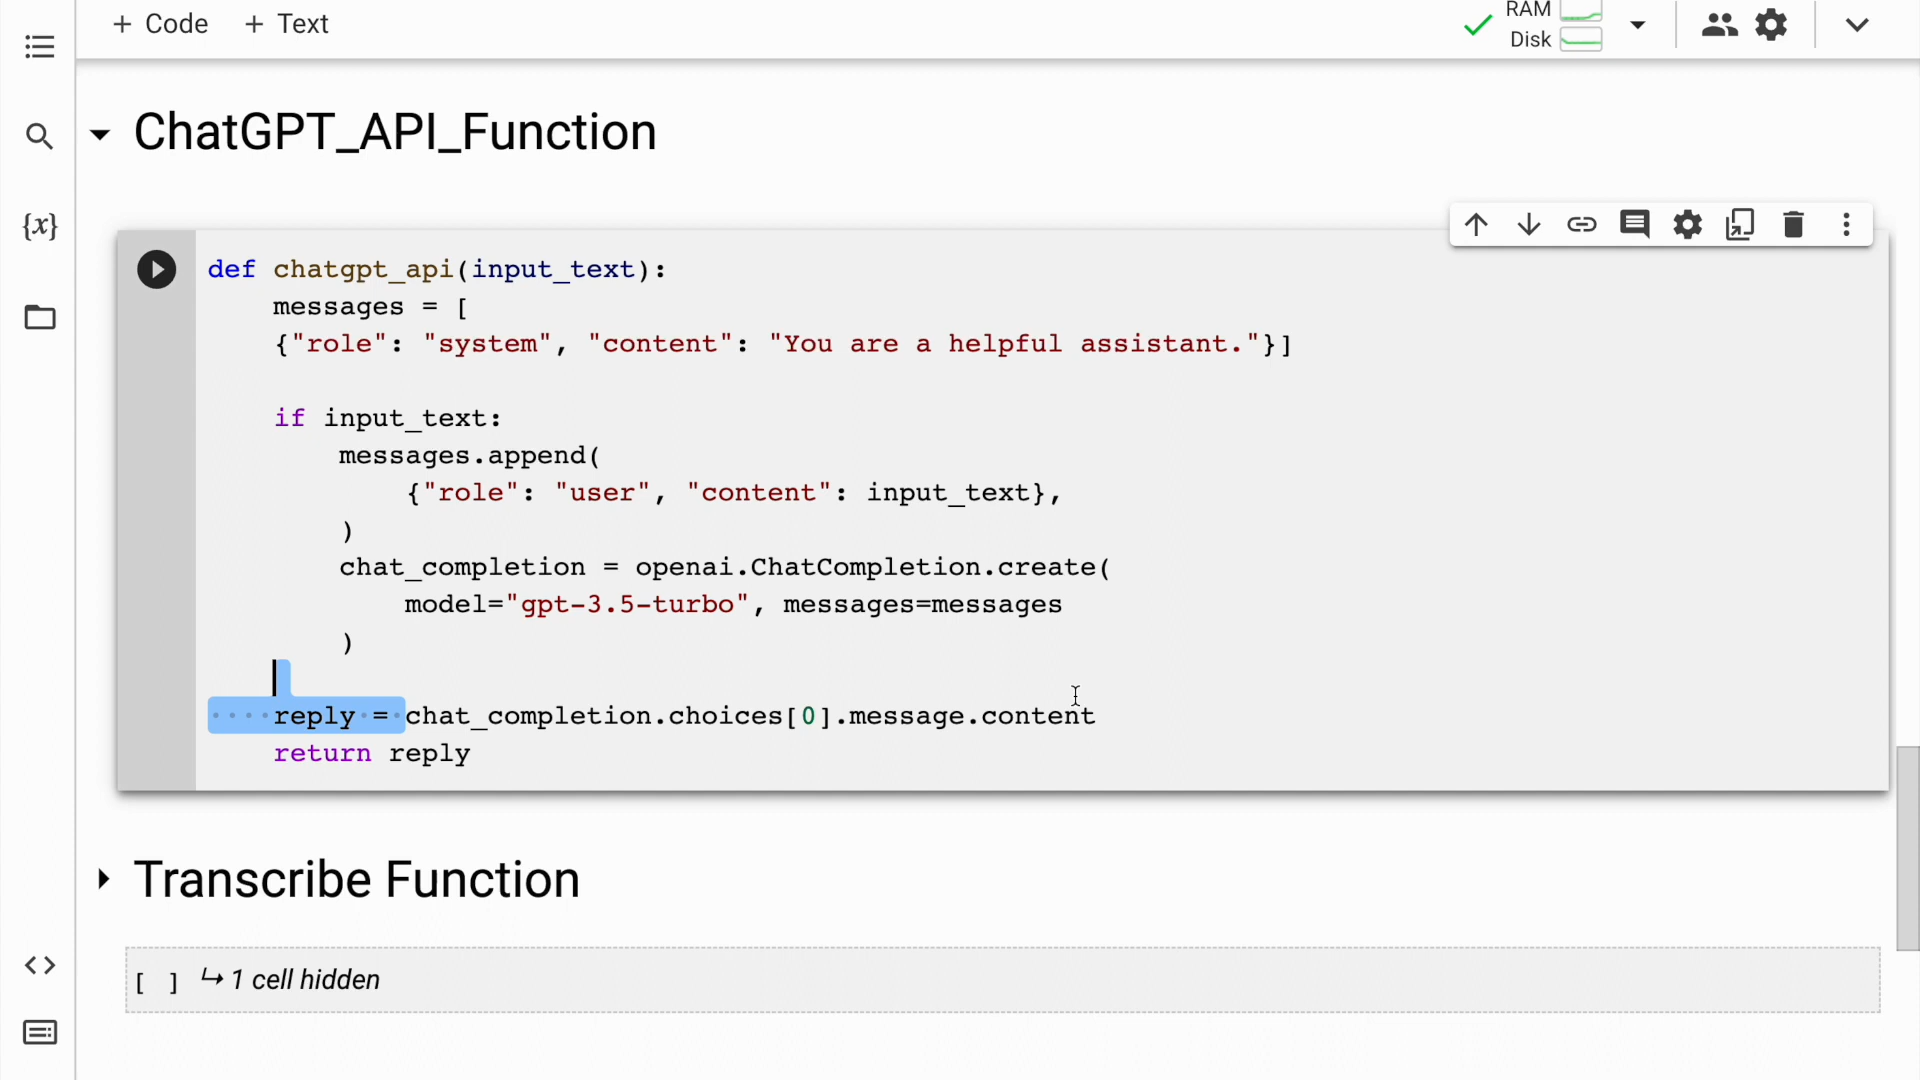 + Code + Text
RAM
Disk
ChatGPT_API_Function
{x}
def chatgpt_api(input_text):
messages = [
{"role": "system", "content": "You are a helpful assistant."}]
if input_text:
messages.append(
{"role": "user", "content": input_text},
)
chat_completion = openai.ChatCompletion.create(
model="gpt-3.5-turbo", messages=messages
)
reply = chat_completion.choices[0].message.content
return reply
Transcribe Function
[ ] ↳ 1 cell hidden